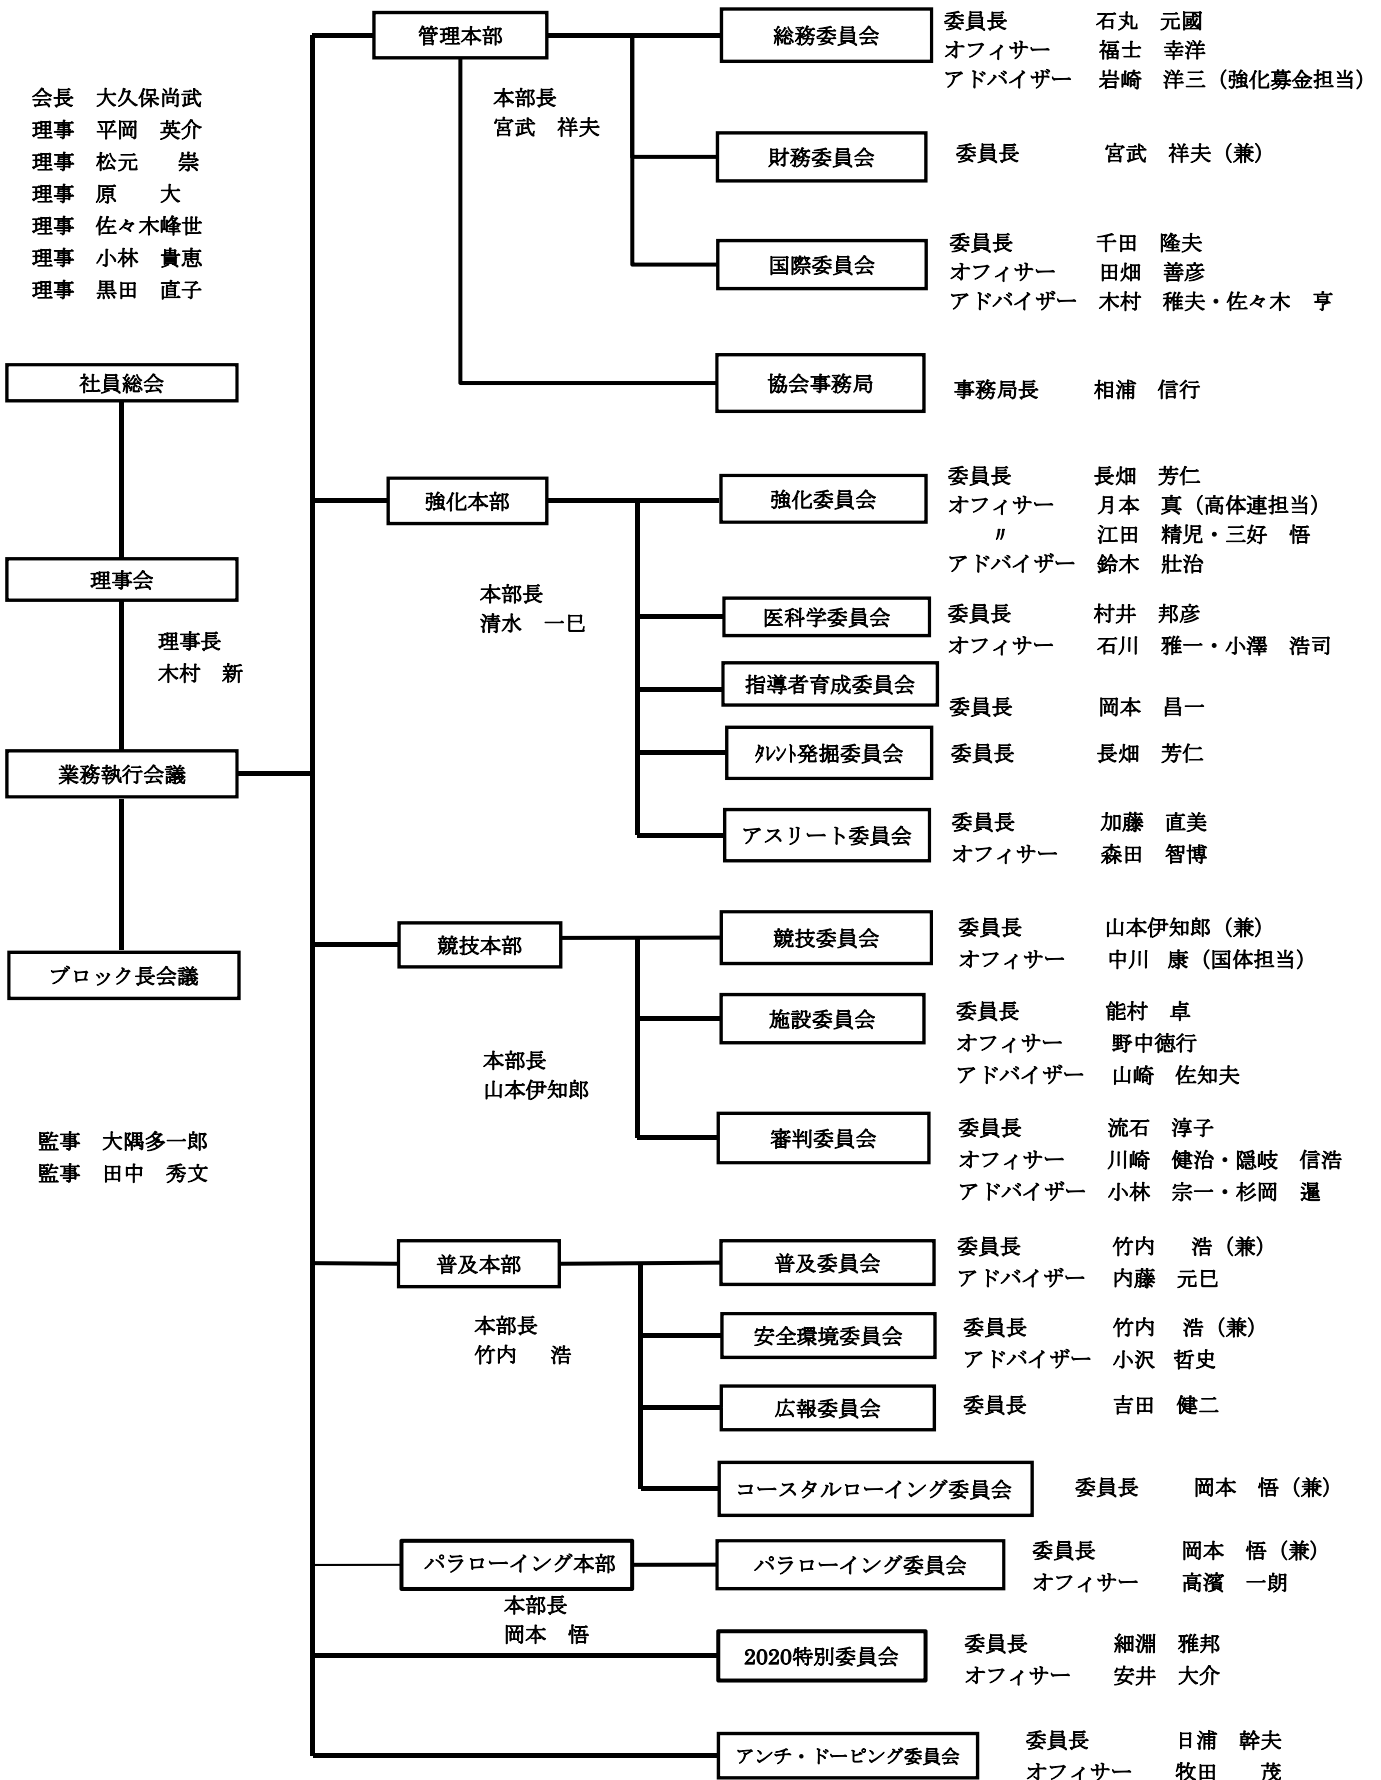 会長　大久保尚武
理事　平岡　英介
理事　松元　　崇
理事　原　　大
理事　佐々木峰世
理事　小林　貴恵
理事　黒田　直子
社員総会
理事会
理事長
木村　新
業務執行会議
ブロック長会議
監事　大隅多一郎
監事　田中　秀文
管理本部
本部長
宮武　祥夫
総務委員会
委員長　石丸　元國
オフィサー　福士　幸洋
アドバイザー　岩崎　洋三（強化募金担当）
財務委員会
委員長　宮武　祥夫（兼）
国際委員会
委員長　千田　隆夫
オフィサー　田畑　善彦
アドバイザー　木村　稚夫・佐々木　亨
協会事務局
事務局長　相浦　信行
強化本部
本部長
清水　一巳
強化委員会
委員長　長畑　芳仁
オフィサー　月本　真（高体連担当）
〃　江田　精児・三好　悟
アドバイザー　鈴木　壯治
医科学委員会
委員長　村井　邦彦
オフィサー　石川　雅一・小澤　浩司
指導者育成委員会
委員長　岡本　昌一
ﾀﾚﾝﾄ発掘委員会
委員長　長畑　芳仁
アスリート委員会
委員長　加藤　直美
オフィサー　森田　智博
競技本部
本部長
山本伊知郎
競技委員会
委員長　山本伊知郎（兼）
オフィサー　中川　康（国体担当）
施設委員会
委員長　能村　卓
オフィサー　野中徳行
アドバイザー　山崎　佐知夫
審判委員会
委員長　流石　淳子
オフィサー　川崎　健治・隠岐　信浩
アドバイザー　小林　宗一・杉岡　暹
普及本部
本部長
竹内　浩
普及委員会
委員長　竹内　浩（兼）
アドバイザー　内藤　元巳
安全環境委員会
委員長　竹内　浩（兼）
アドバイザー　小沢　哲史
広報委員会
委員長　吉田　健二
コースタルローイング委員会
委員長　岡本　悟（兼）
パラローイング本部
本部長
岡本　悟
パラローイング委員会
委員長　岡本　悟（兼）
オフィサー　高濱　一朗
2020特別委員会
委員長　細淵　雅邦
オフィサー　安井　大介
アンチ・ドーピング委員会
委員長　日浦　幹夫
オフィサー　牧田　茂